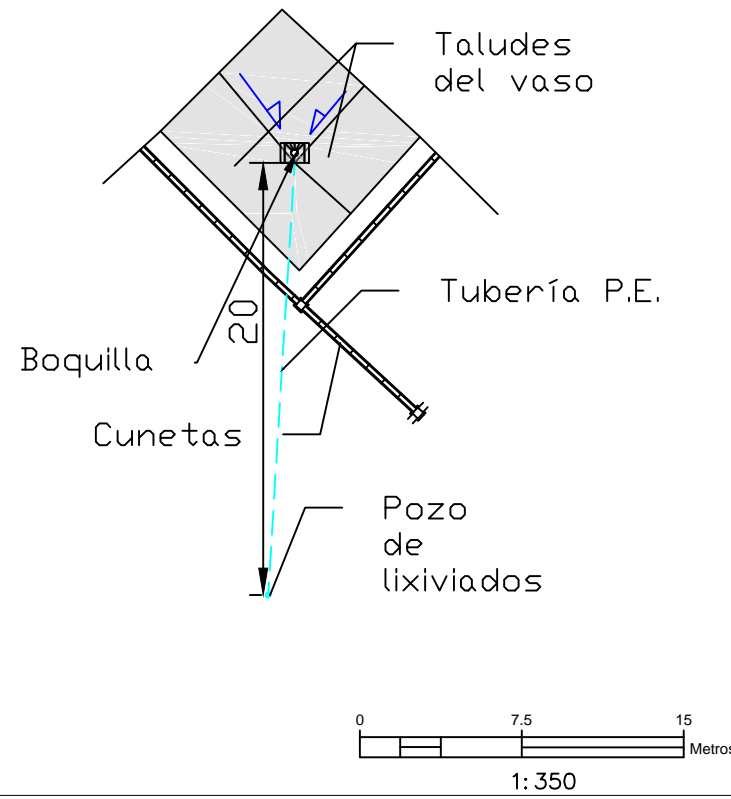 Taludes
del vaso
Tubería P.E.
20
Boquilla
Cunetas
Pozo
de
lixiviados
0 7.5 15
Metros
1:350